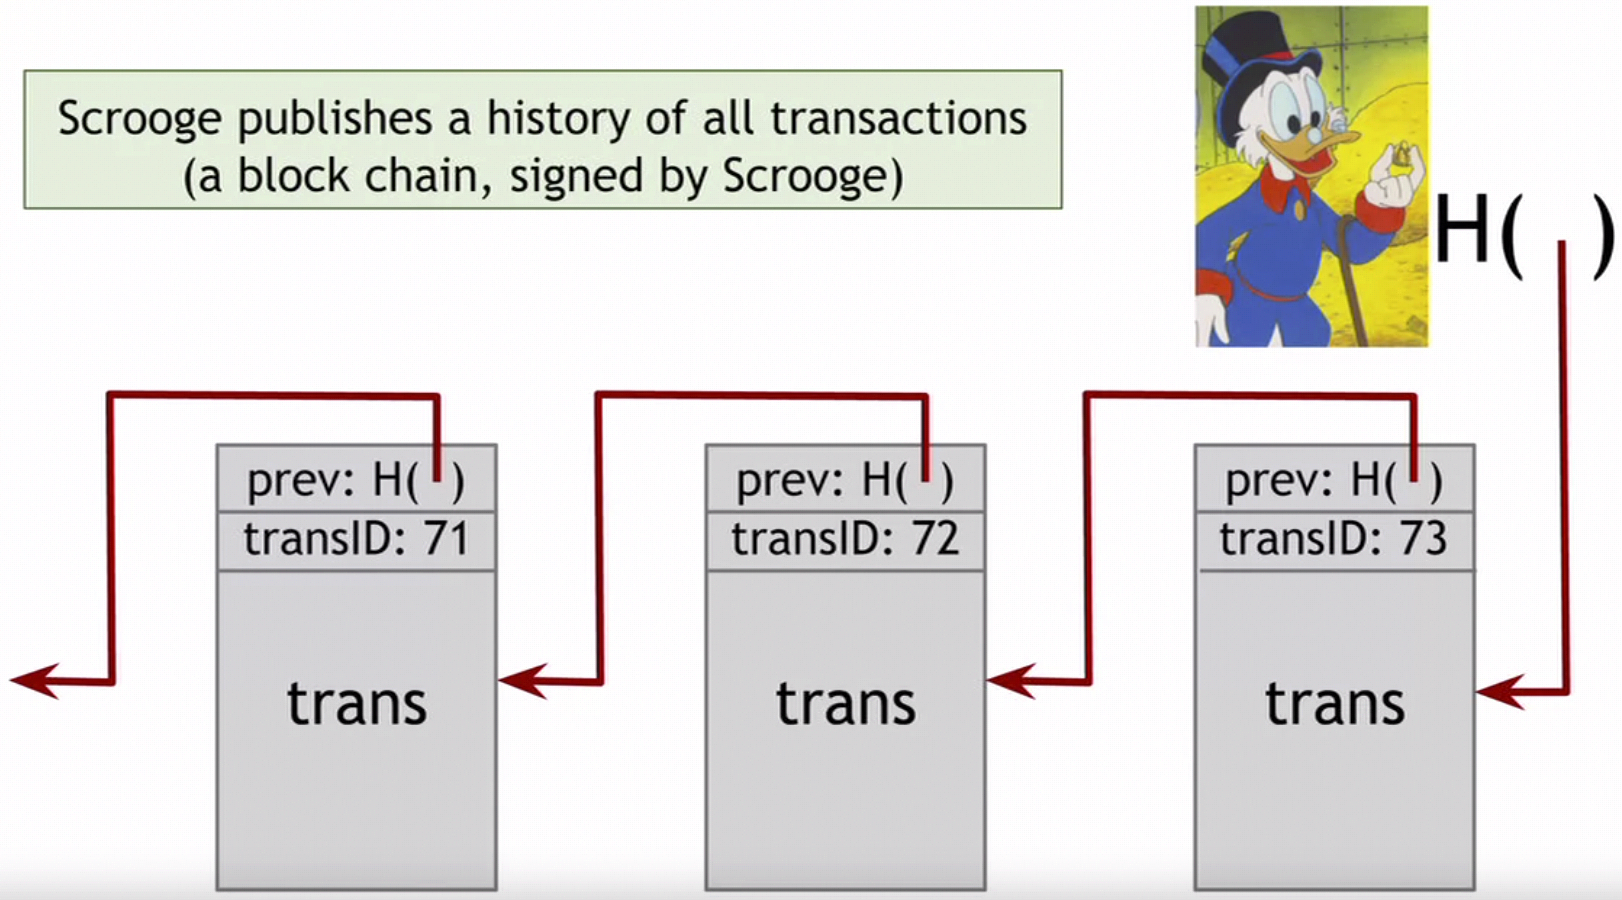 Scrooge publishes a history of all transactions
(a block chain, signed by Scrooge)
H( )
prev: H( )
transID: 71
trans
prev: H( )
transID: 72
trans
prev: H( )
transID: 73
trans